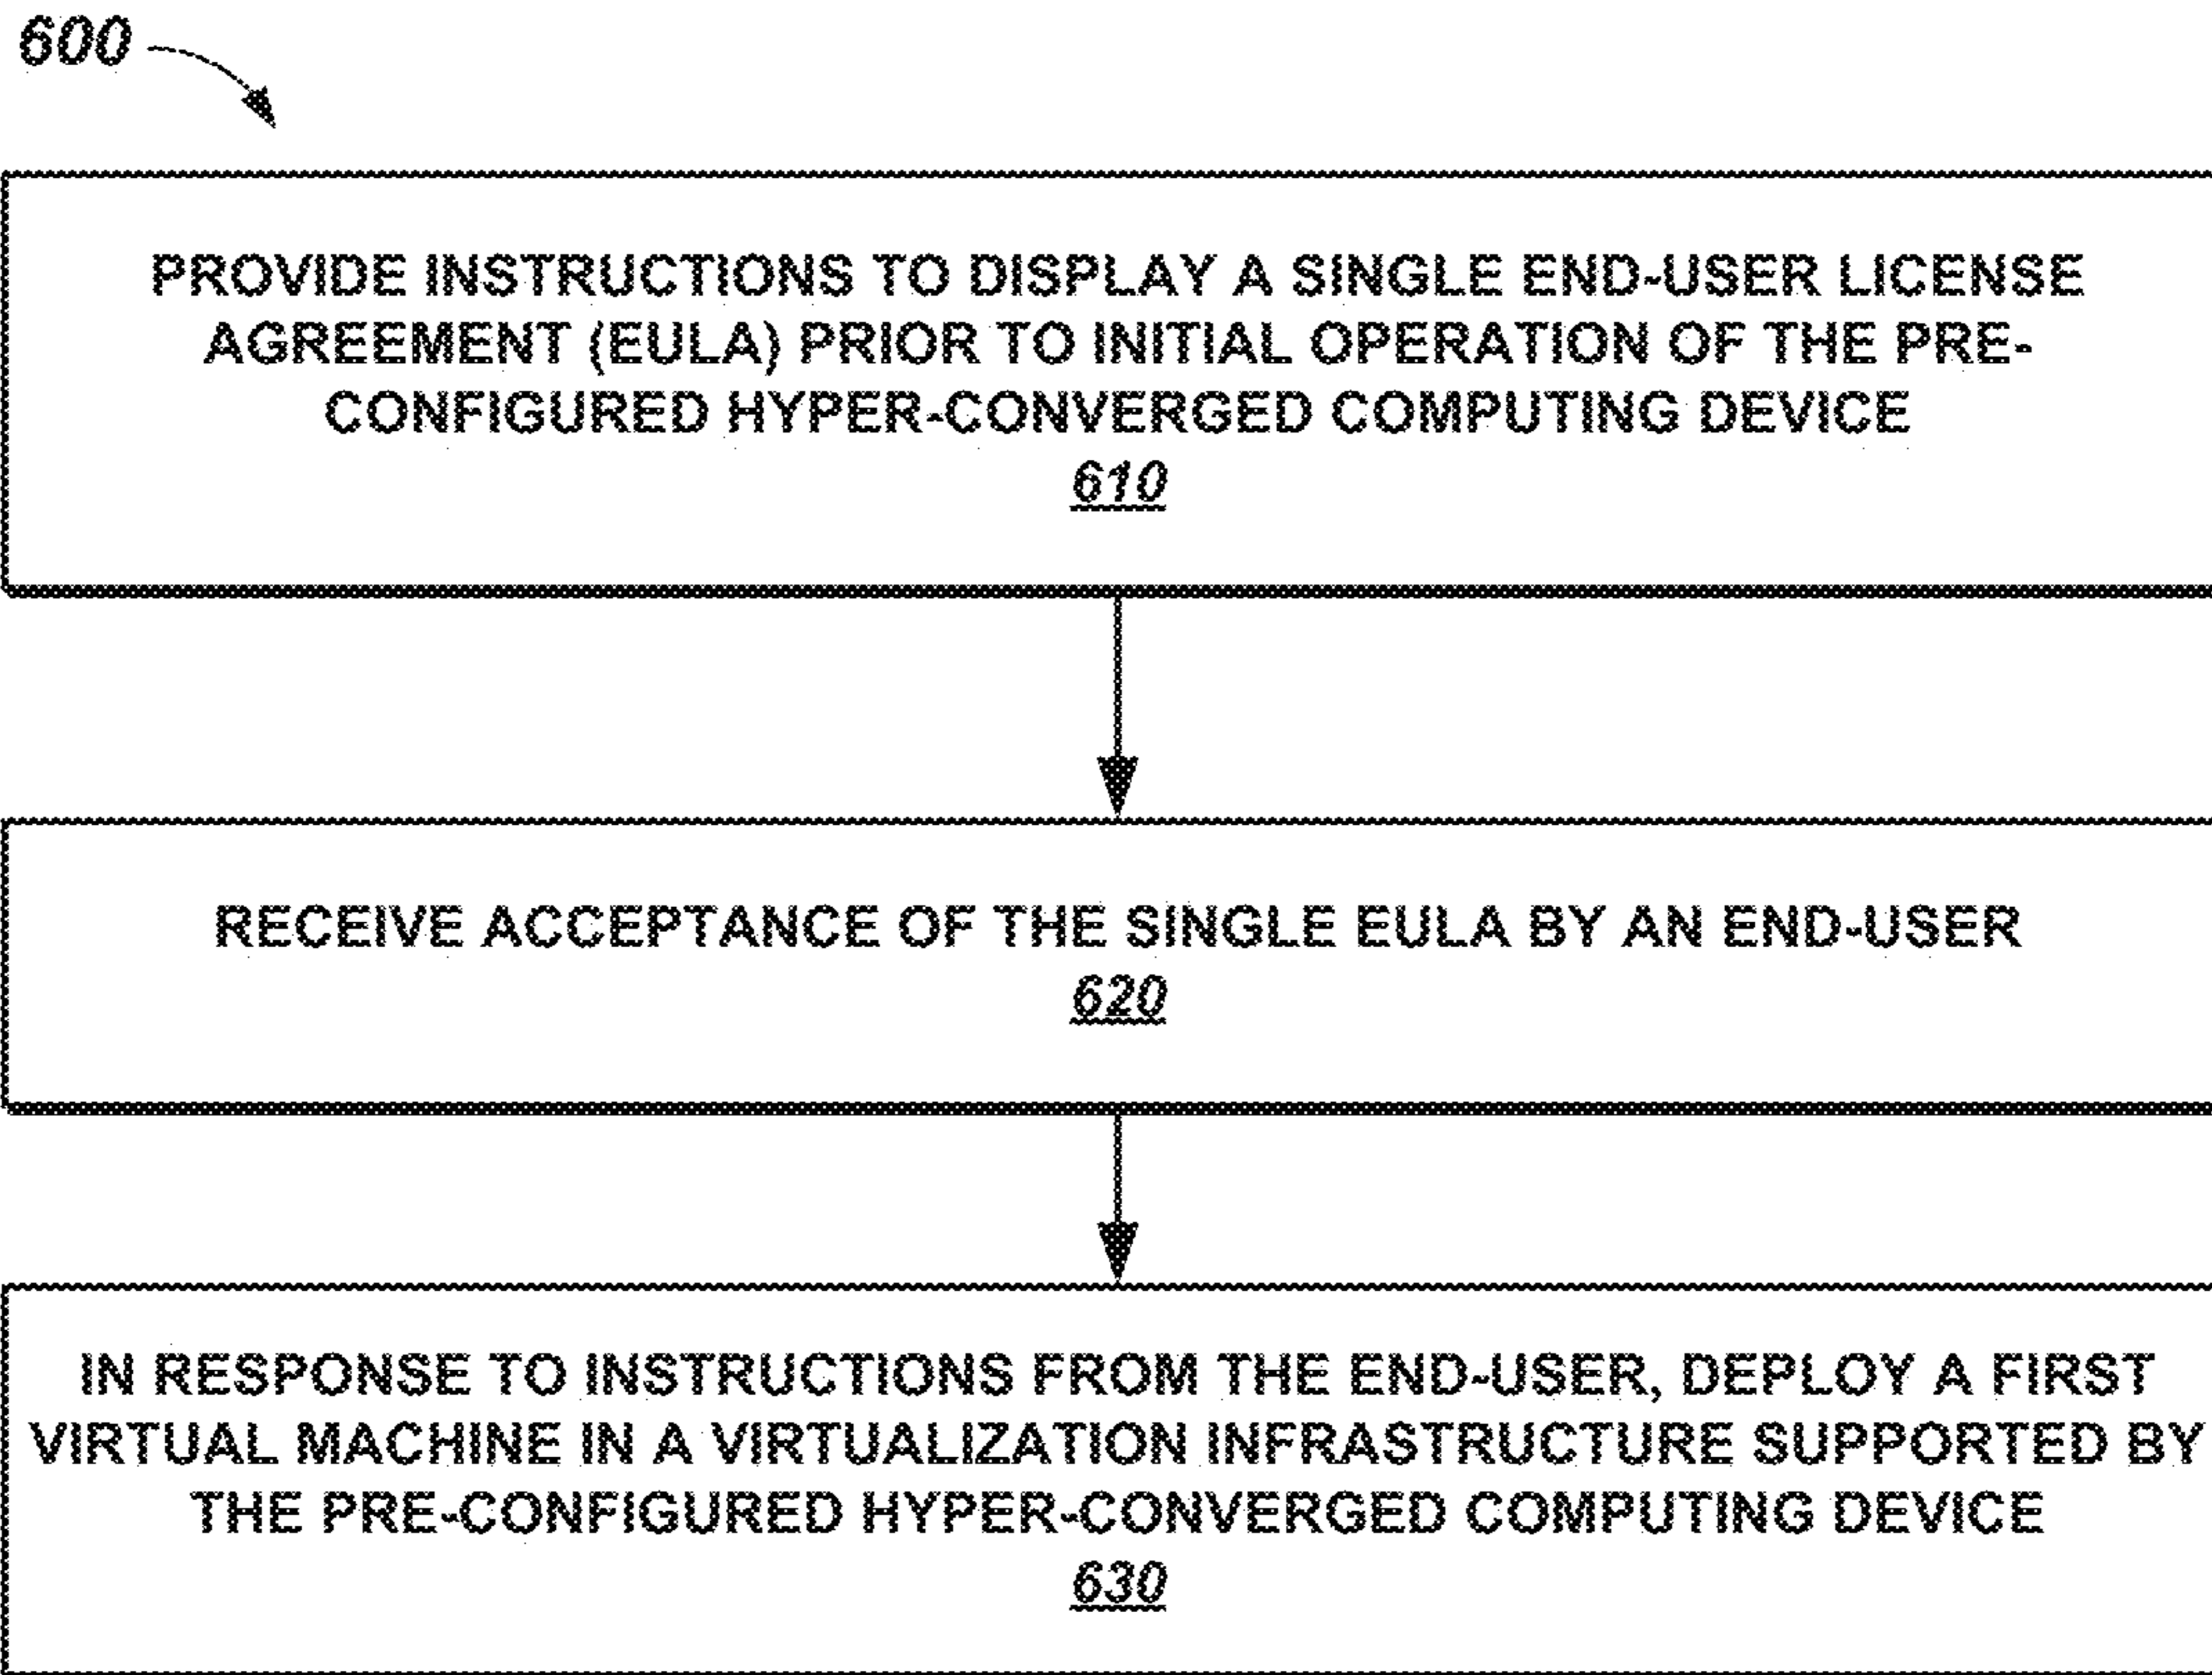 600
PROVIDE INSTRUCTIONS TO DISPLAY A SINGLE END-USER LICENSE
AGREEMENT (EULA) PRIOR TO INITIAL OPERATION OF THE PRE-
CONFIGURED HYPER-CONVERGED COMPUTING DEVICE
610
RECEIVE ACCEPTANCE OF THE SINGLE EULA BY AN END-USER
620
IN RESPONSE TO INSTRUCTIONS FROM THE END-USER, DEPLOY A FIRST
VIRTUAL MACHINE IN A VIRTUALIZATION INFRASTRUCTURE SUPPORTED BY
THE PRE-CONFIGURED HYPER-CONVERGED COMPUTING DEVICE
630